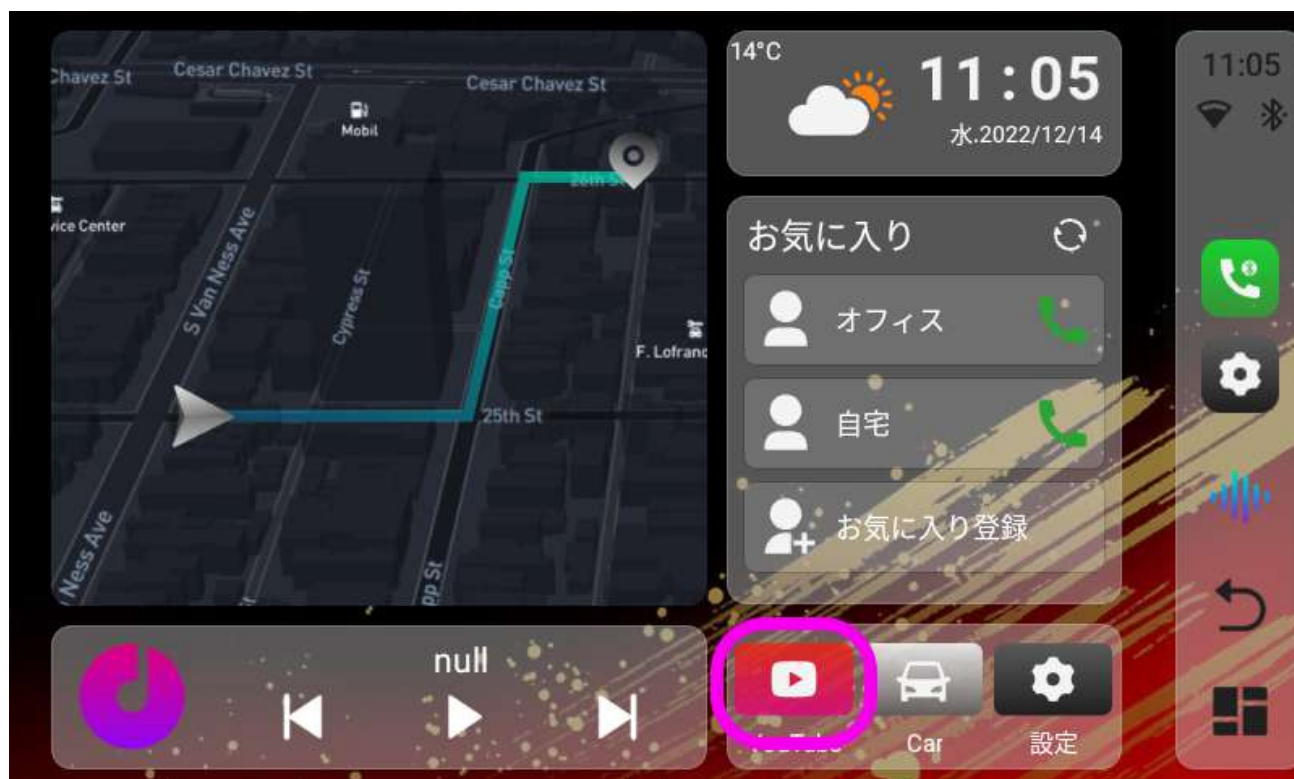 Chavez St
Cesar Chavez St
Cesar Chavez St
Mobil
26th St
vice Center
S Van Ness Ave
Cypress St
Capp St
F. Lofranc
25th St
Ness Ave
pp St
14°C
11:05
水.2022/12/14
お気に入り
オフィス
自宅
お気に入り登録
null
YouTube
Car
設定
11:05